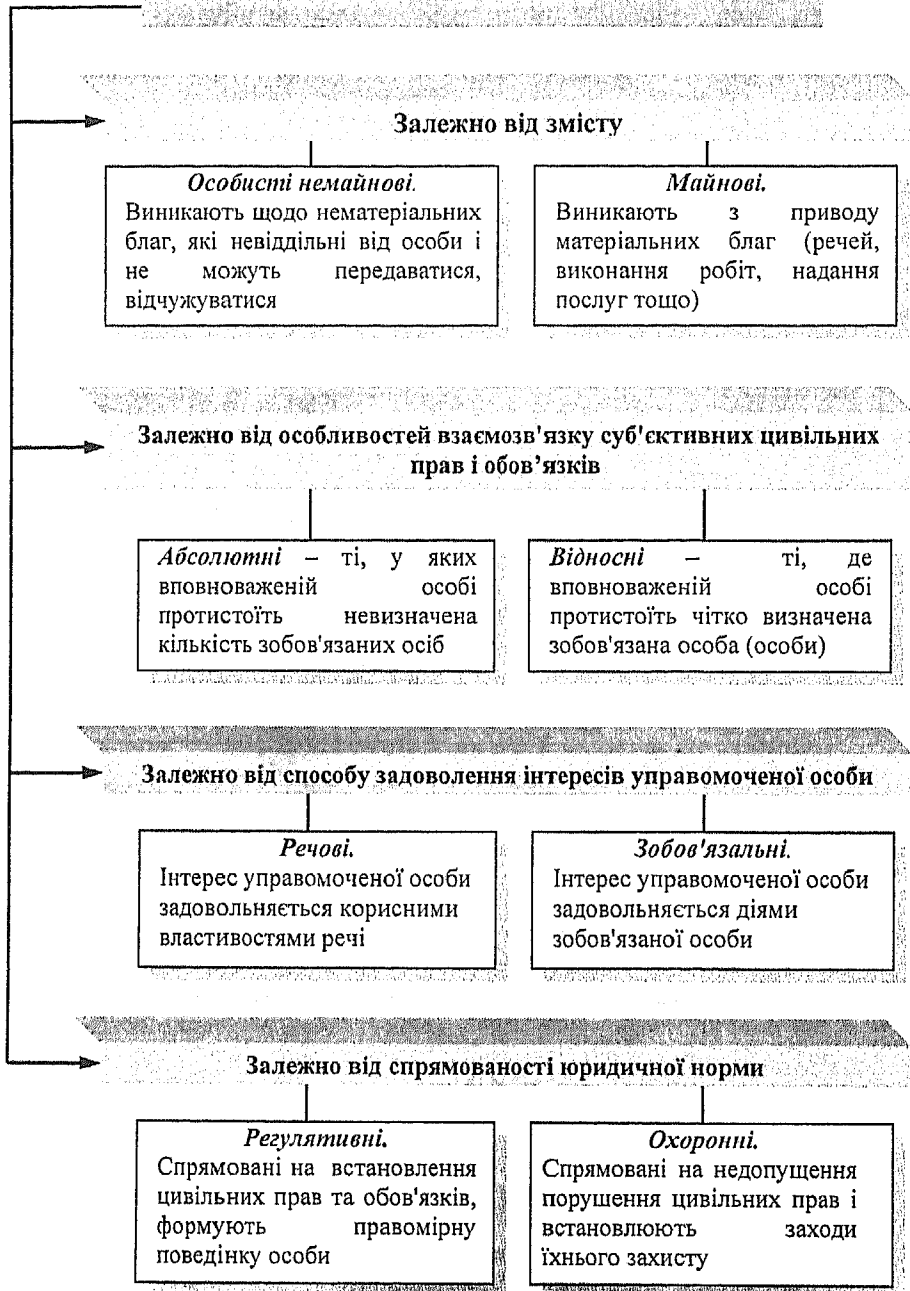 Залежно від змісту
Особисті немайнові.
Виникають щодо нематеріальних
благ, які невіддільні від особи і
не можуть передаватися,
відчужуватися
Майнові.
Виникають з приводу
матеріальних благ (речей,
виконання робіт, надання
послуг тощо)
Залежно від особливостей взаємозв'язку суб'єктивних цивільних
прав і обов’язків
Абсолютні – ті, у яких
вповноваженій особі
протистоїть невизначена
кількість зобов'язаних осіб
Відносні – ті, де
вповноваженій особі
протистоїть чітко визначена
зобов'язана особа (особи)
Залежно від способу задоволення інтересів управомоченої особи
Речові.
Інтерес управомоченої особи
задовольняється корисними
властивостями речі
Зобов'язальні.
Інтерес управомоченої особи
задовольняється діями
зобов'язаної особи
Залежно від спрямованості юридичної норми
Регулятивні.
Спрямовані на встановлення
цивільних прав та обов'язків,
формують правомірну
поведінку особи
Охоронні.
Спрямовані на недопущення
порушення цивільних прав і
встановлюють заходи
їхнього захисту